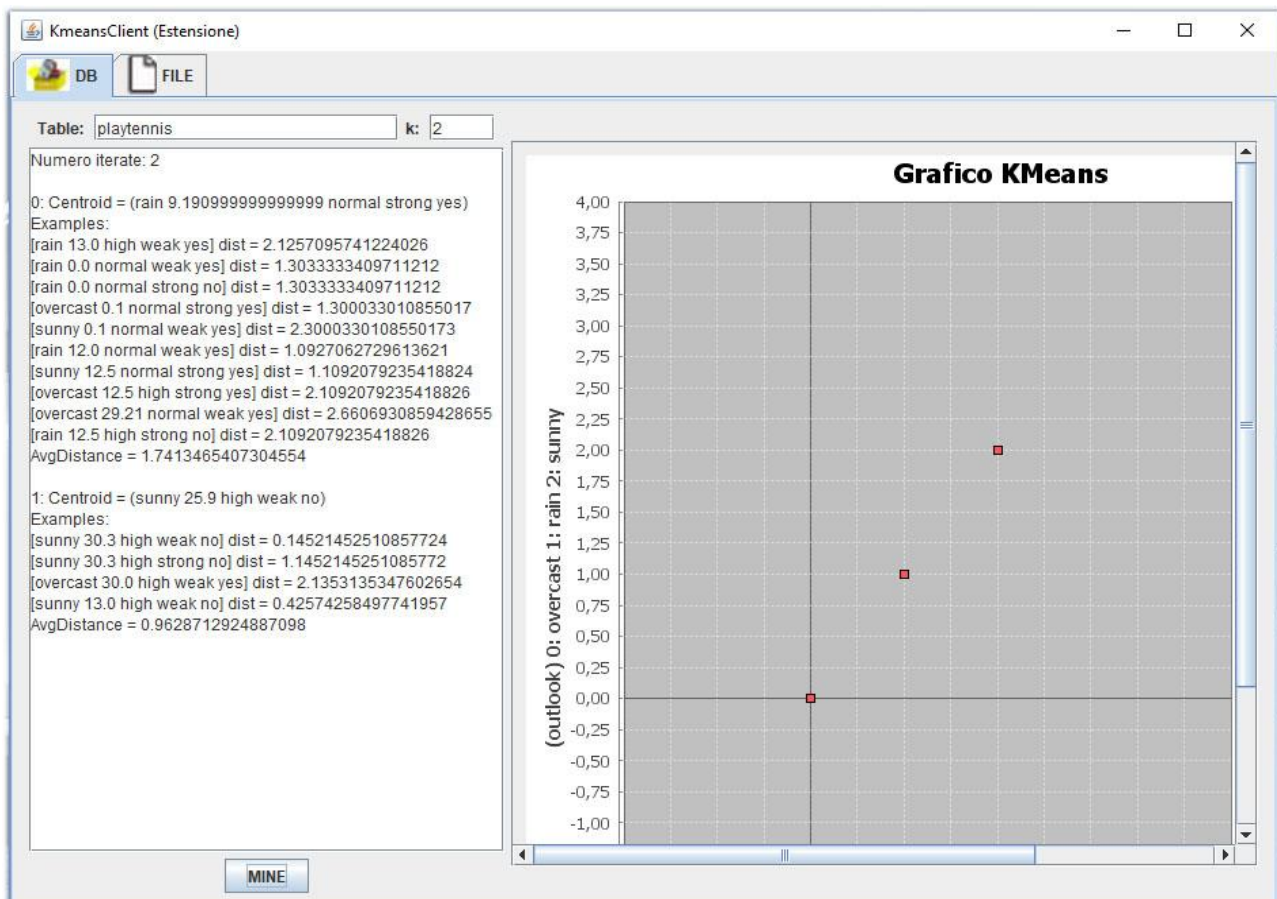 KmeansClient (Estensione)
DB
FILE
Table: playtennis k: 2
Numero iterate: 2
0: Centroid = (rain 9.190999999999999 normal strong yes)
Examples:
[rain 13.0 high weak yes] dist = 2.1257095741224026
[rain 0.0 normal weak yes] dist = 1.3033333409711212
[rain 0.0 normal strong no] dist = 1.3033333409711212
[overcast 0.1 normal strong yes] dist = 1.300033010855017
[sunny 0.1 normal weak yes] dist = 2.3000330108550173
[rain 12.0 normal weak yes] dist = 1.0927062729613621
[sunny 12.5 normal strong yes] dist = 1.1092079235418824
[overcast 12.5 high strong yes] dist = 2.1092079235418826
[overcast 29.21 normal weak yes] dist = 2.6606930859428655
[rain 12.5 high strong no] dist = 2.1092079235418826
AvgDistance = 1.7413465407304554
1: Centroid = (sunny 25.9 high weak no)
Examples:
[sunny 30.3 high weak no] dist = 0.14521452510857724
[sunny 30.3 high strong no] dist = 1.1452145251085772
[overcast 30.0 high weak yes] dist = 2.1353135347602654
[sunny 13.0 high weak no] dist = 0.42574258497741957
AvgDistance = 0.9628712924887098
MINE
Grafico KMeans
(outlook) 0: overcast 1: rain 2: sunny
4,00
3,75
3,50
3,25
3,00
2,75
2,50
2,25
2,00
1,75
1,50
1,25
1,00
0,75
0,50
0,25
0,00
-0,25
-0,50
-0,75
-1,00